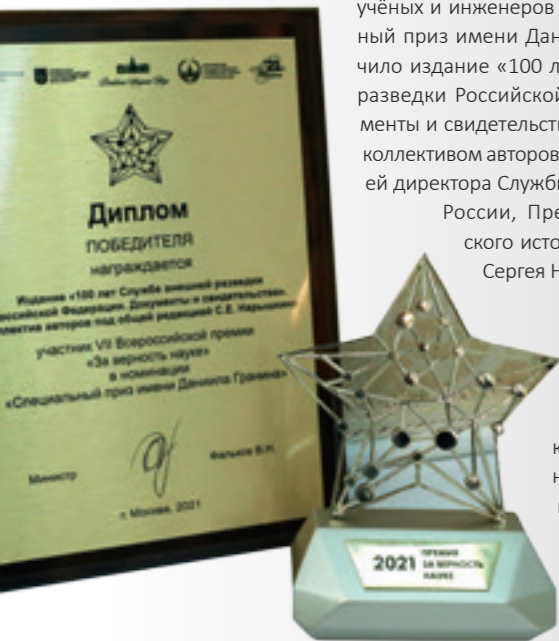 учёных и инженеров
ный приз имени Дан
чило издание «100 л
разведки Российской
менты и свидетельств
коллективом авторов
ей директора Служб
России, Пре
ского исто
Сергея Н
к
н
Диплом
ПОБЕДИТЕЛЯ
награждается
Издание «100 лет Службе внешней разведки
Российской Федерации. Документы и свидетельства».
коллектив авторов под общей редакцией С.Е. Нарышкина
участник VII Всероссийской премии
«За верность науке»
в номинации
«Специальный приз имени Даниила Гранина»
Министр
Фальков В.Н.
г. Москва, 2021
2021 ПРЕМИЯ
ЗА ВЕРНОСТЬ
НАУКЕ